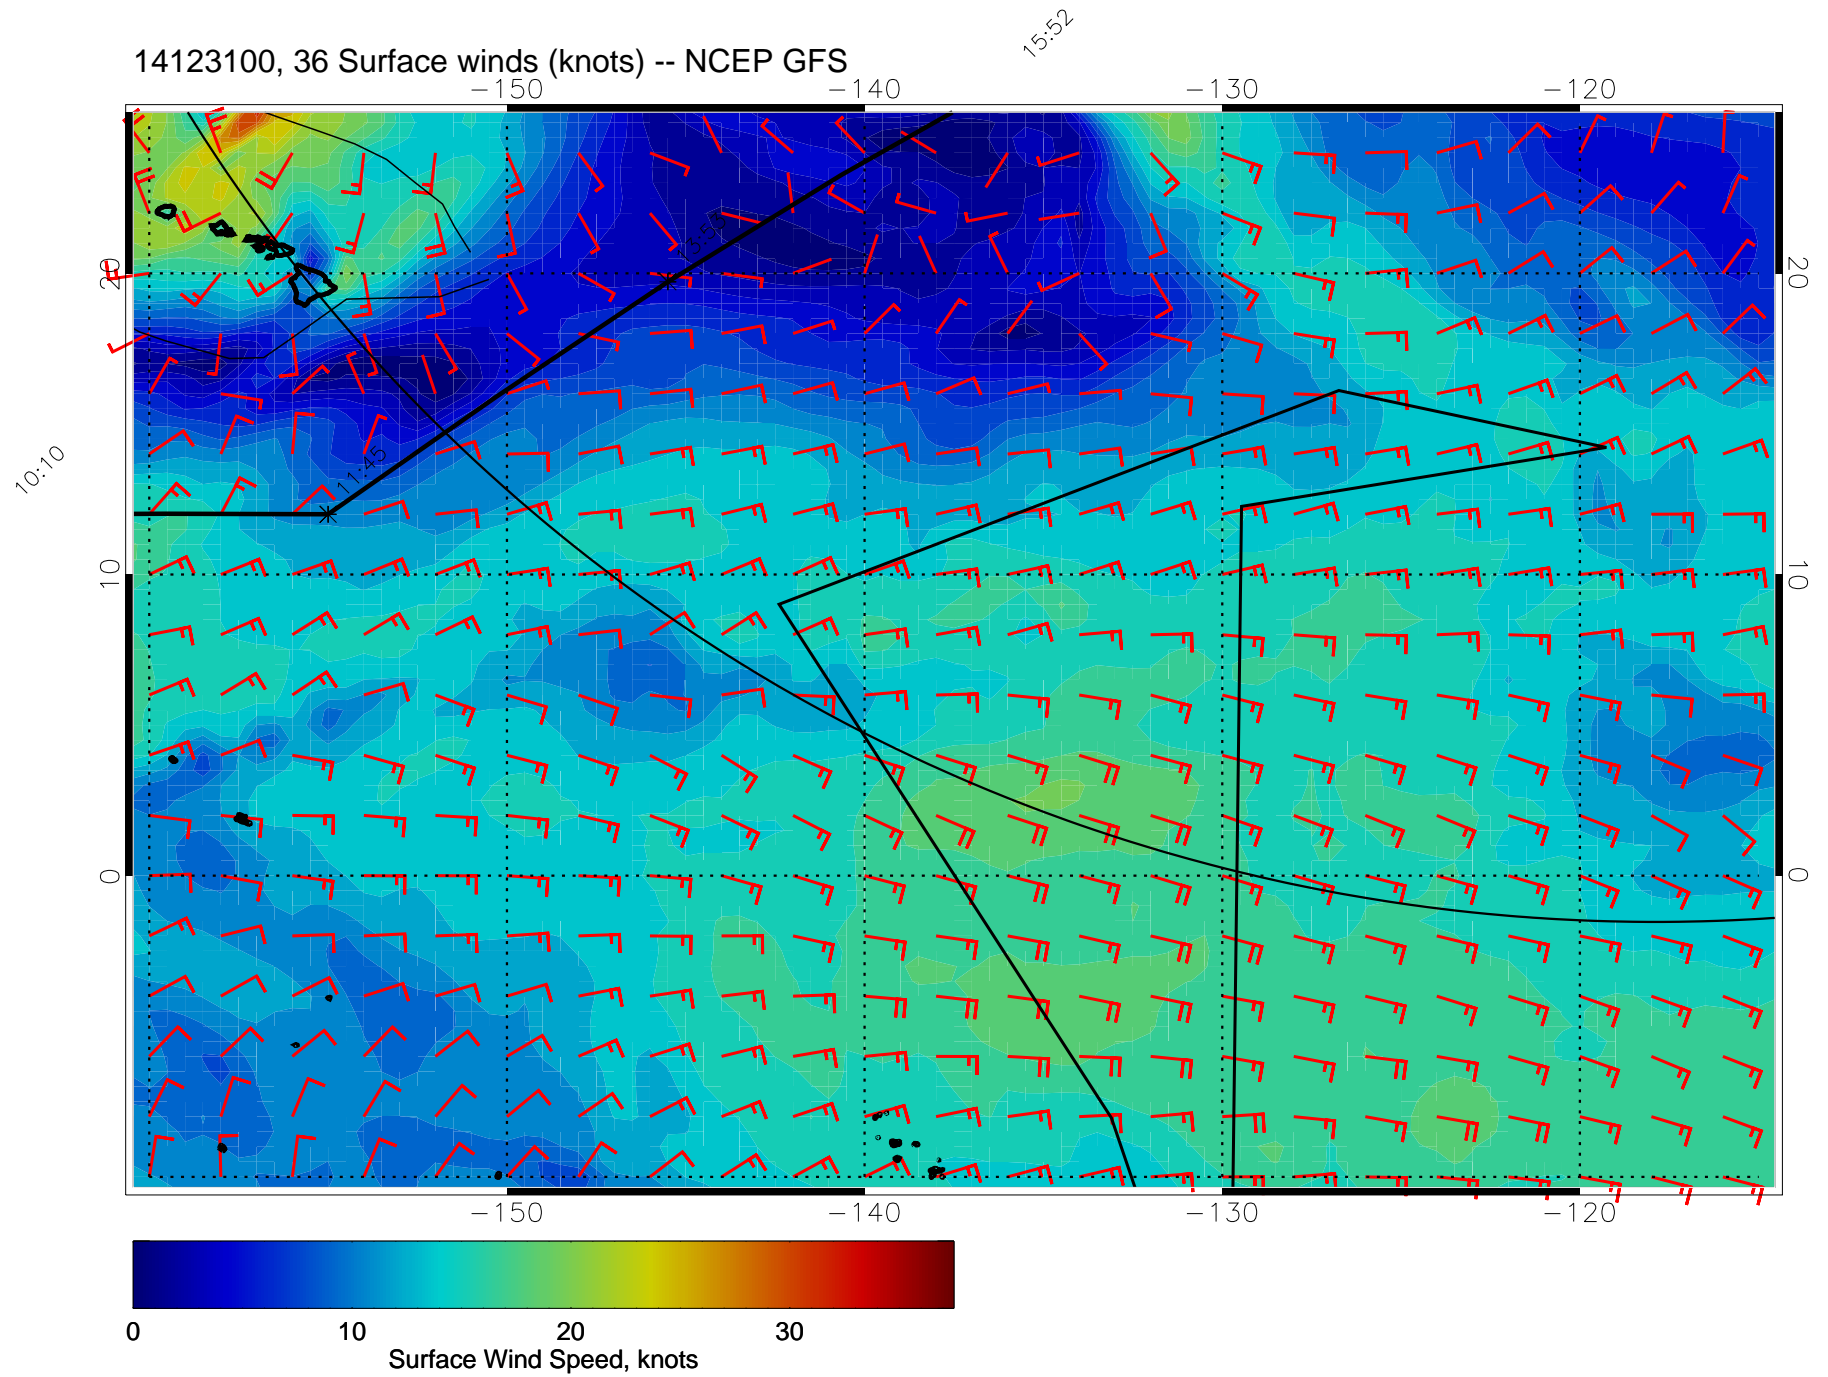 15:52
14123100, 36 Surface winds (knots) -- NCEP GFS
-150 -140 -130 -120
20 20
11:45
10:10
10 10
0 0
-150 -140 -130 -120
0 10 20 30
Surface Wind Speed, knots